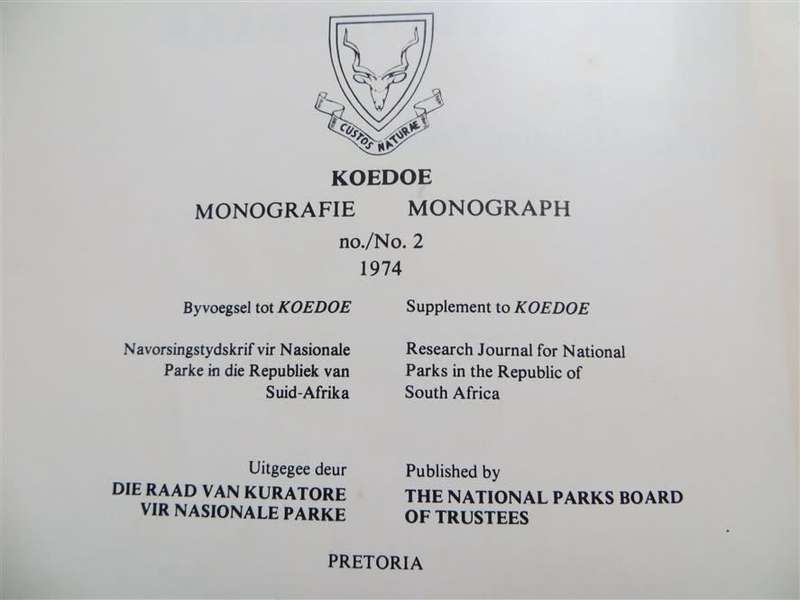 CUSTOS NATURAE
KOEDOE
MONOGRAFIE MONOGRAPH
no./No. 2
1974
Byvoegsel tot KOEDOE
Navorsingstydskrif vir Nasionale
Parke in die Republiek van
Suid-Afrika
Supplement to KOEDOE
Research Journal for National
Parks in the Republic of
South Africa
Uitgegee deur
DIE RAAD VAN KURATORE
VIR NASIONALE PARKE
Published by
THE NATIONAL PARKS BOARD
OF TRUSTEES
PRETORIA